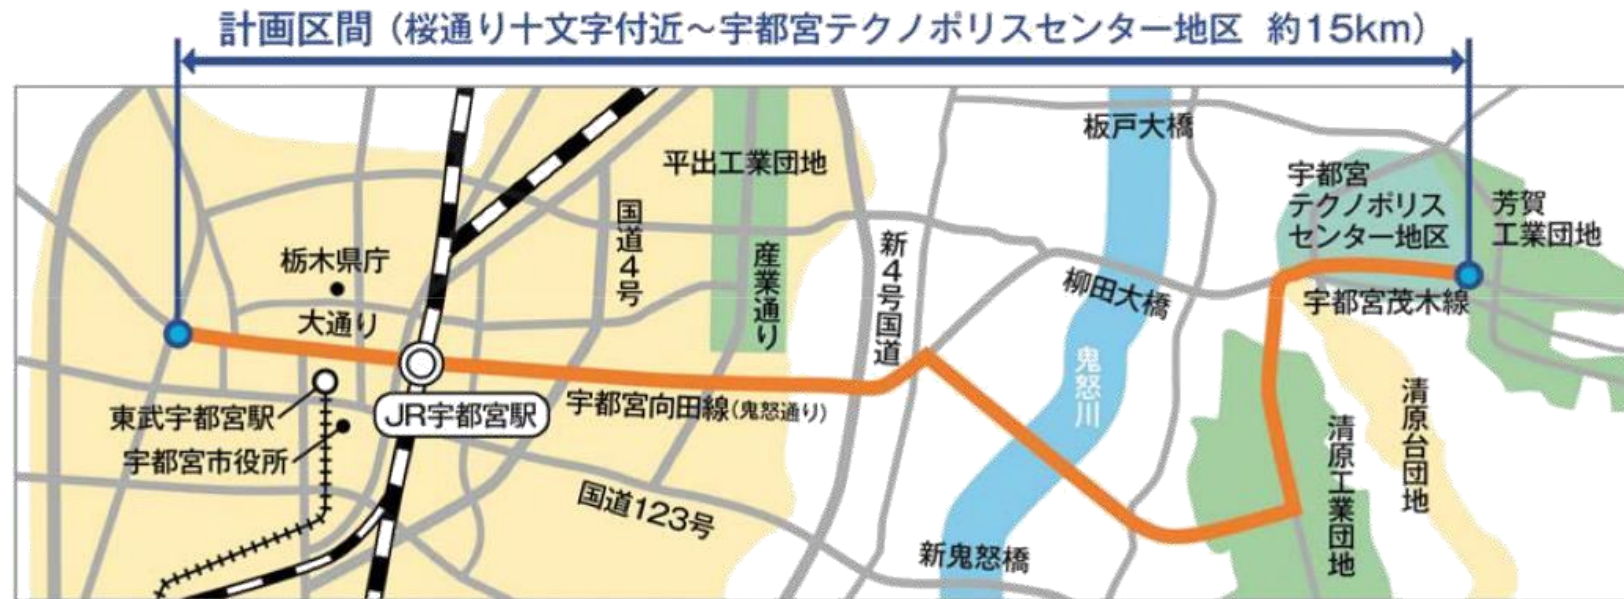 計画区間（桜通り十文字付近～宇都宮テクノポリスセンター地区 約15km）
板戸大橋
平出工業団地
宇都宮
テクノポリス
センター地区
芳賀
工業団地
国道4号
産業通り
新4号国道
栃木県庁
大通り
柳田大橋
宇都宮茂木線
鬼怒川
東武宇都宮駅
JR宇都宮駅
宇都宮向田線(鬼怒通り)
宇都宮市役所
清原台団地
清原工業団地
国道123号
新鬼怒橋